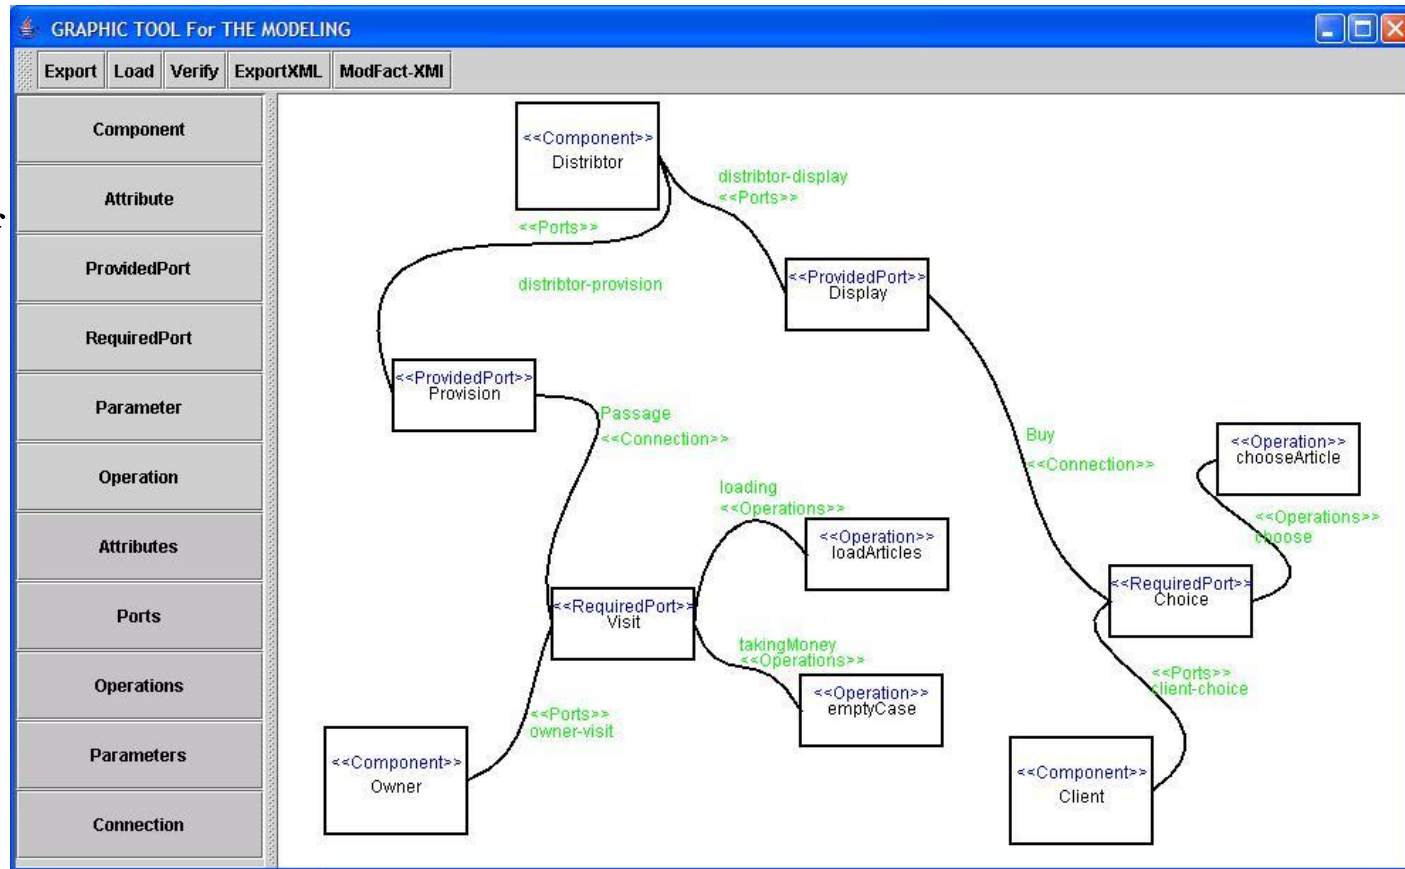 GRAPHIC TOOL For THE MODELING
Export Load Verify ExportXML ModFact-XMI
Component
Attribute
ProvidedPort
RequiredPort
Parameter
Operation
Attributes
Ports
Operations
Parameters
Connection
<<Component>>
Distribtor
distribtor-display
<<Ports>>
<<Ports>>
distribtor-provision
<<ProvidedPort>>
Display
<<ProvidedPort>>
Provision
Passage
<<Connection>>
Buy
<<Connection>>
<<Operation>>
chooseArticle
<<Operations>>
choose
loading
<<Operations>>
<<Operation>>
loadArticles
<<RequiredPort>>
Visit
<<RequiredPort>>
Choice
takingMoney
<<Operations>>
<<Operation>>
emptyCase
<<Ports>>
client-choice
<<Ports>>
owner-visit
<<Component>>
Owner
<<Component>>
Client